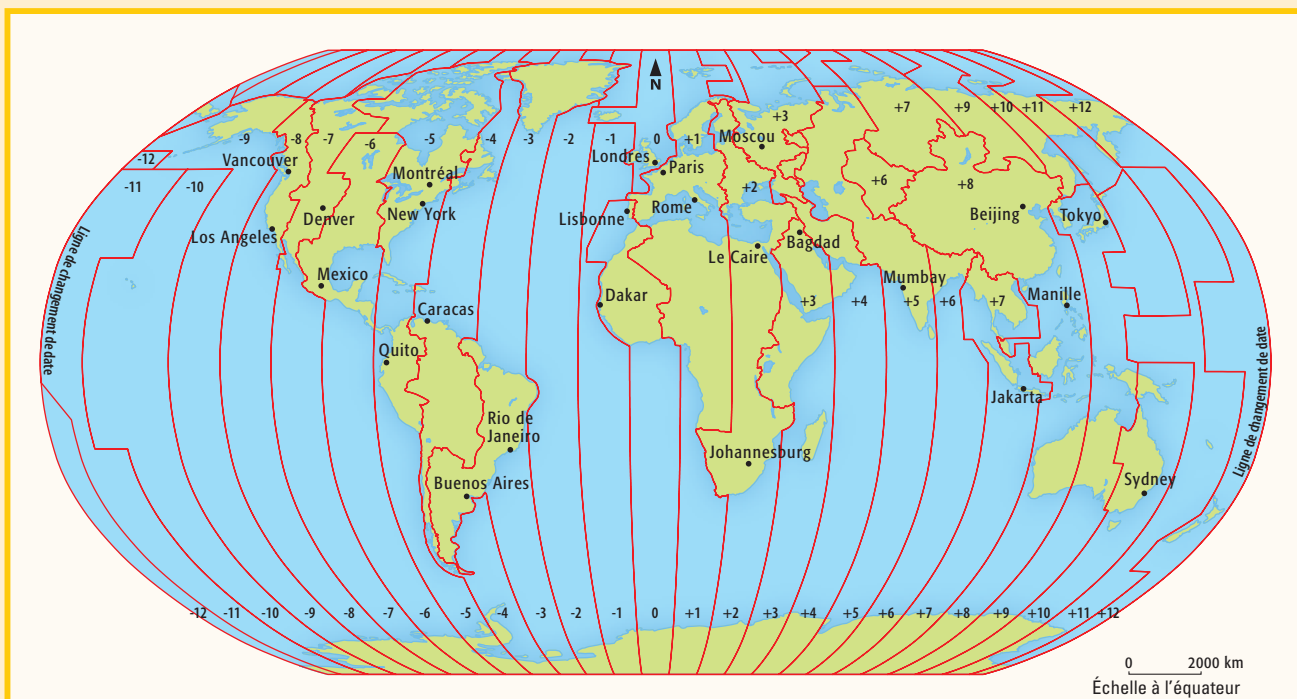 N
-9
-8
-7
-6
-5
-4
-3
-2
-1
0
+1
+3
+7
+9
+10
+11
+12
-12
-11
-10
Vancouver
Montréal
Londres
Paris
Moscou
Denver
New York
Lisbonne
Rome
+2
+6
+8
Beijing
Tokyo
Los Angeles
Le Caire
Bagdad
Mexico
Mumbay
Dakar
+3
+4
+5
+6
+7
Manille
Caracas
Quito
Jakarta
Rio de
Janeiro
Johannesburg
Buenos Aires
Sydney
Ligne de changement de date
Ligne de changement de date
-12 -11 -10 -9 -8 -7 -6 -5 -4 -3 -2 -1 0 +1 +2 +3 +4 +5 +6 +7 +8 +9 +10 +11 +12
0 2000 km
Échelle à l'équateur